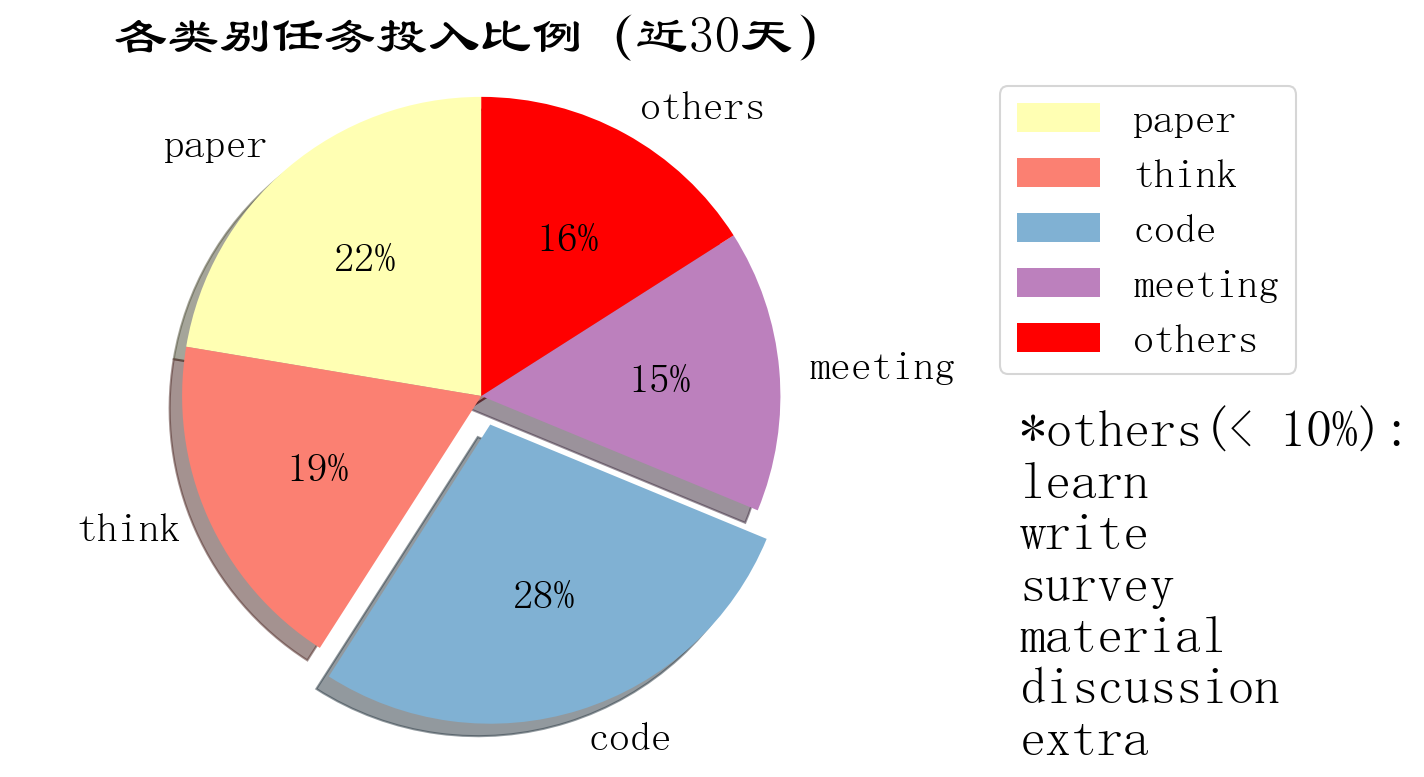 各类别任务投入比例 (近30天)
others
paper
22%
16%
15%
meeting
19%
think
28%
code
paper
think
code
meeting
others
*others(< 10%):
learn
write
survey
material
discussion
extra